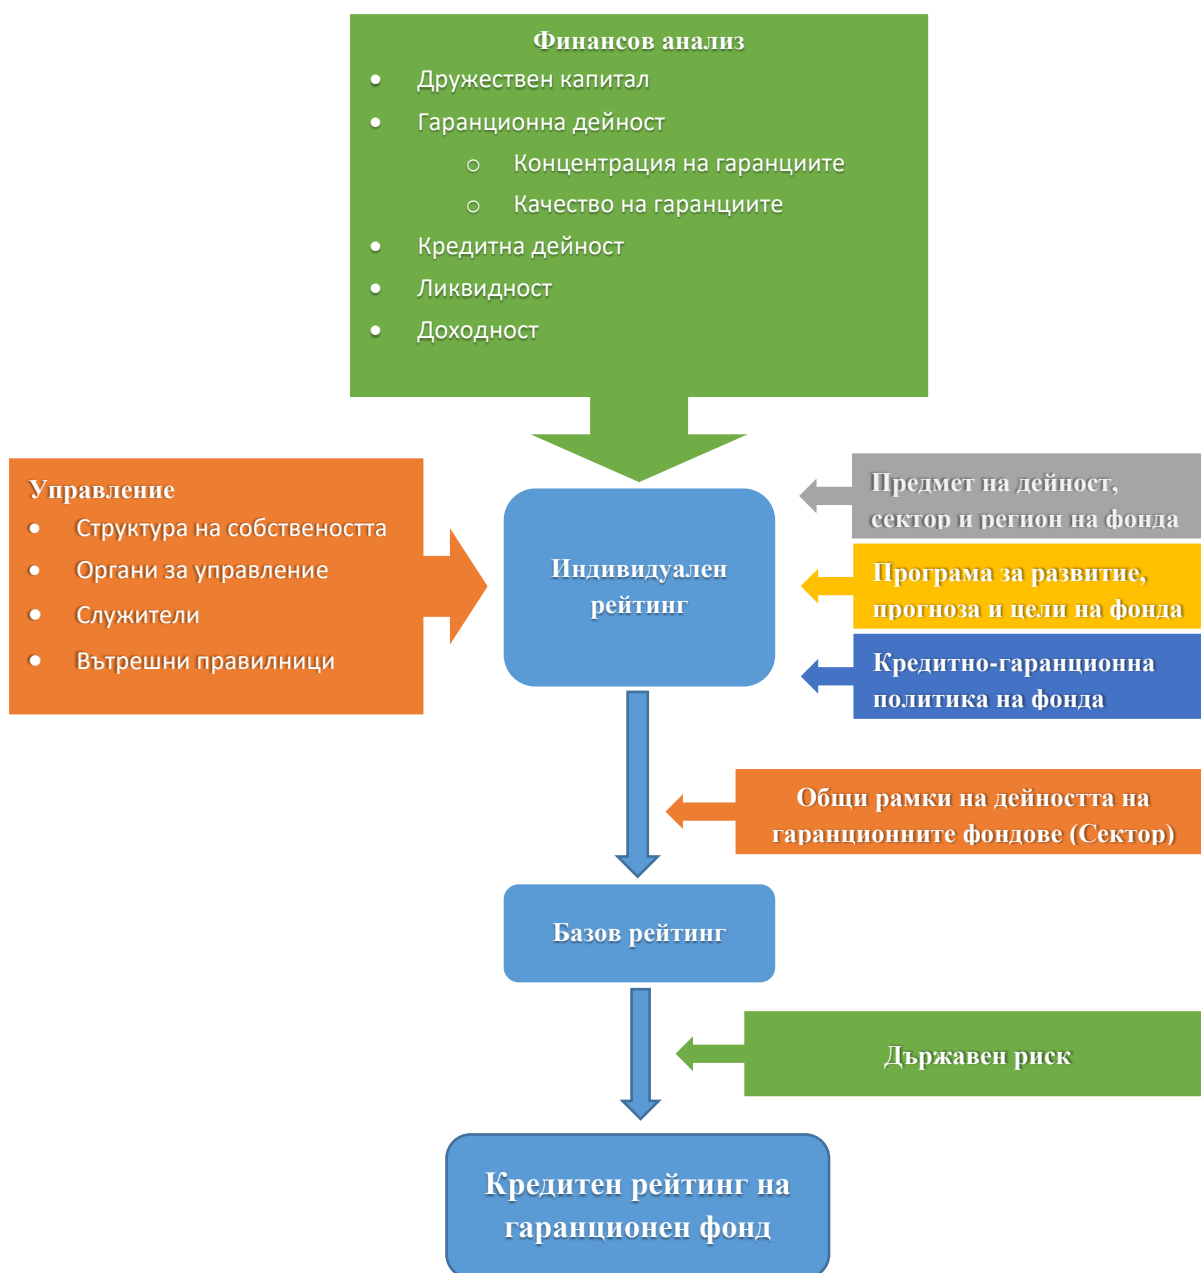 Финансов анализ
Дружествен капитал
Гаранционна дейност
Концентрация на гаранциите
Качество на гаранциите
Кредитна дейност
Ликвидност
Доходност
Управление
Структура на собствеността
Органи за управление
Служители
Вътрешни правилници
Индивидуален
рейтинг
Предмет на дейност,
сектор и регион на фонда
Програма за развитие,
прогноза и цели на фонда
Кредитно-гаранционна
политика на фонда
Общи рамки на дейността на
гаранционните фондове (Сектор)
Базов рейтинг
Държавен риск
Кредитен рейтинг на
гаранционен фонд